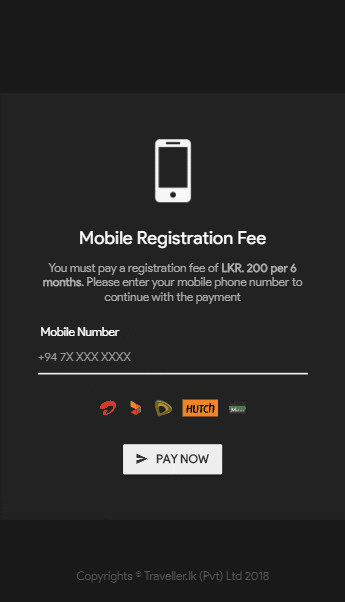 Mobile Registration Fee
You must pay a registration fee of LKR. 200 per 6
months. Please enter your mobile phone number to
continue with the payment
Mobile Number
+94 7X XXX XXXX
HUTCH
PAY NOW
Copyrights © Traveller.lk (Pvt) Ltd 2018